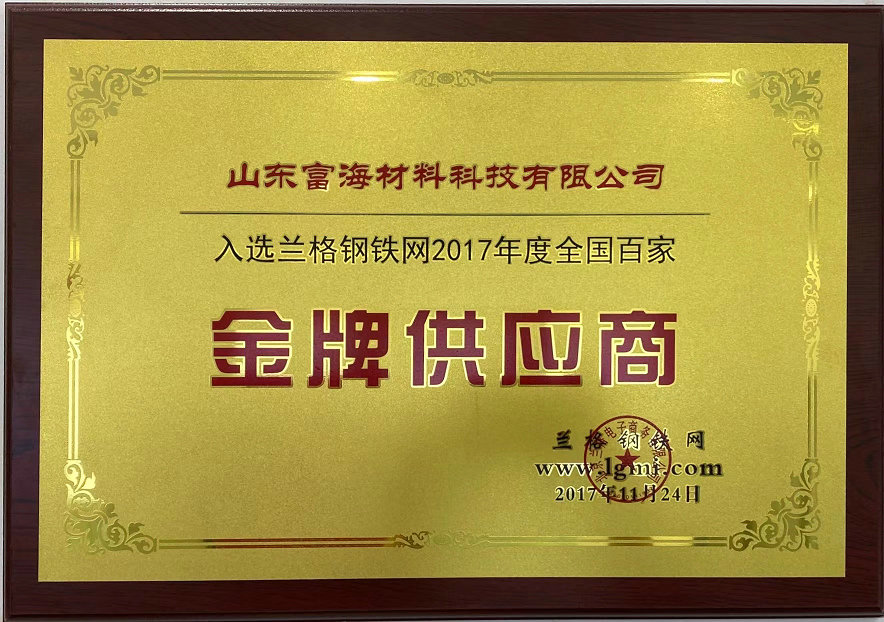 山东富海材料科技有限公司
入选兰格钢铁网2017年度全国百家
金牌供应商
兰格钢铁网
www.lgmi.com
2017年11月24日